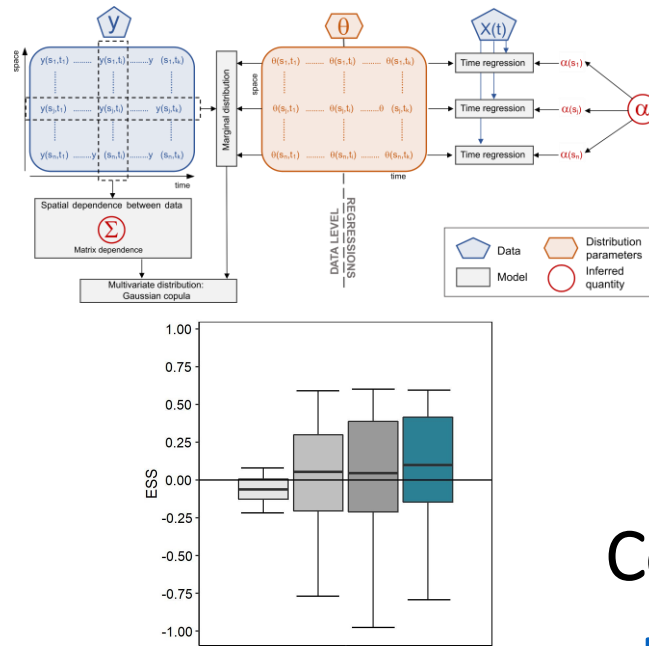 y
θ
X(t)
space
y(s₁,t₁) ........ y(s₁,tᵢ) ........y (s₁,tₖ)
y(sⱼ,t₁) ........ y(sⱼ,tᵢ) ........y (sⱼ,tₖ)
y(sₙ,t₁) ........y (sₙ,tᵢ) ........y (sₙ,tₖ)
time
Marginal distribution
space
θ(s₁,t₁) ........ θ(s₁,tᵢ) ........ θ(s₁,tₖ)
θ(sⱼ,t₁) ........ θ(sⱼ,tᵢ) ........θ (sⱼ,tₖ)
θ(sₙ,t₁) ........ θ(sₙ,tᵢ) ........ θ(sₙ,tₖ)
time
Time regression
α(s₁)
Time regression
α(sⱼ)
Time regression
α(sₙ)
α
Spatial dependence between data
Σ
Matrix dependence
Multivariate distribution:
Gaussian copula
DATA LEVEL
REGRESSIONS
Data
Distribution
parameters
Model
Inferred
quantity
1.00
0.75
0.50
0.25
0.00
-0.25
-0.50
-0.75
-1.00
ESS